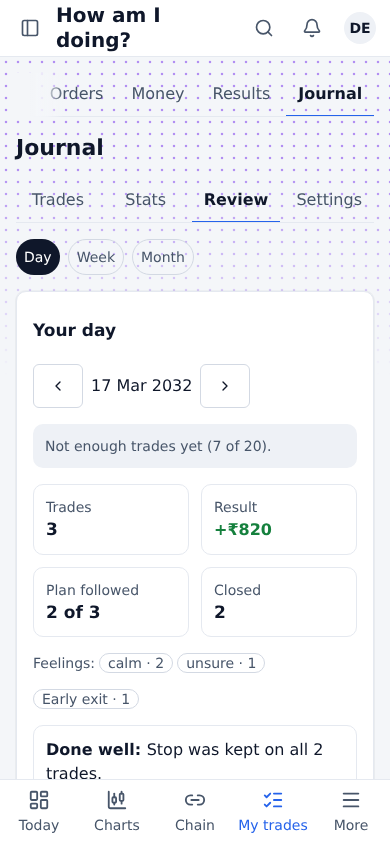 How am I
doing?
DE
Orders Money Results Journal
Journal
Trades Stats Review Settings
Day Week Month
Your day
17 Mar 2032
Not enough trades yet (7 of 20).
Trades
3
Result
+₹820
Plan followed
2 of 3
Closed
2
Feelings: calm · 2 unsure · 1
Early exit · 1
Done well: Stop was kept on all 2
trades.
Today Charts Chain My trades More